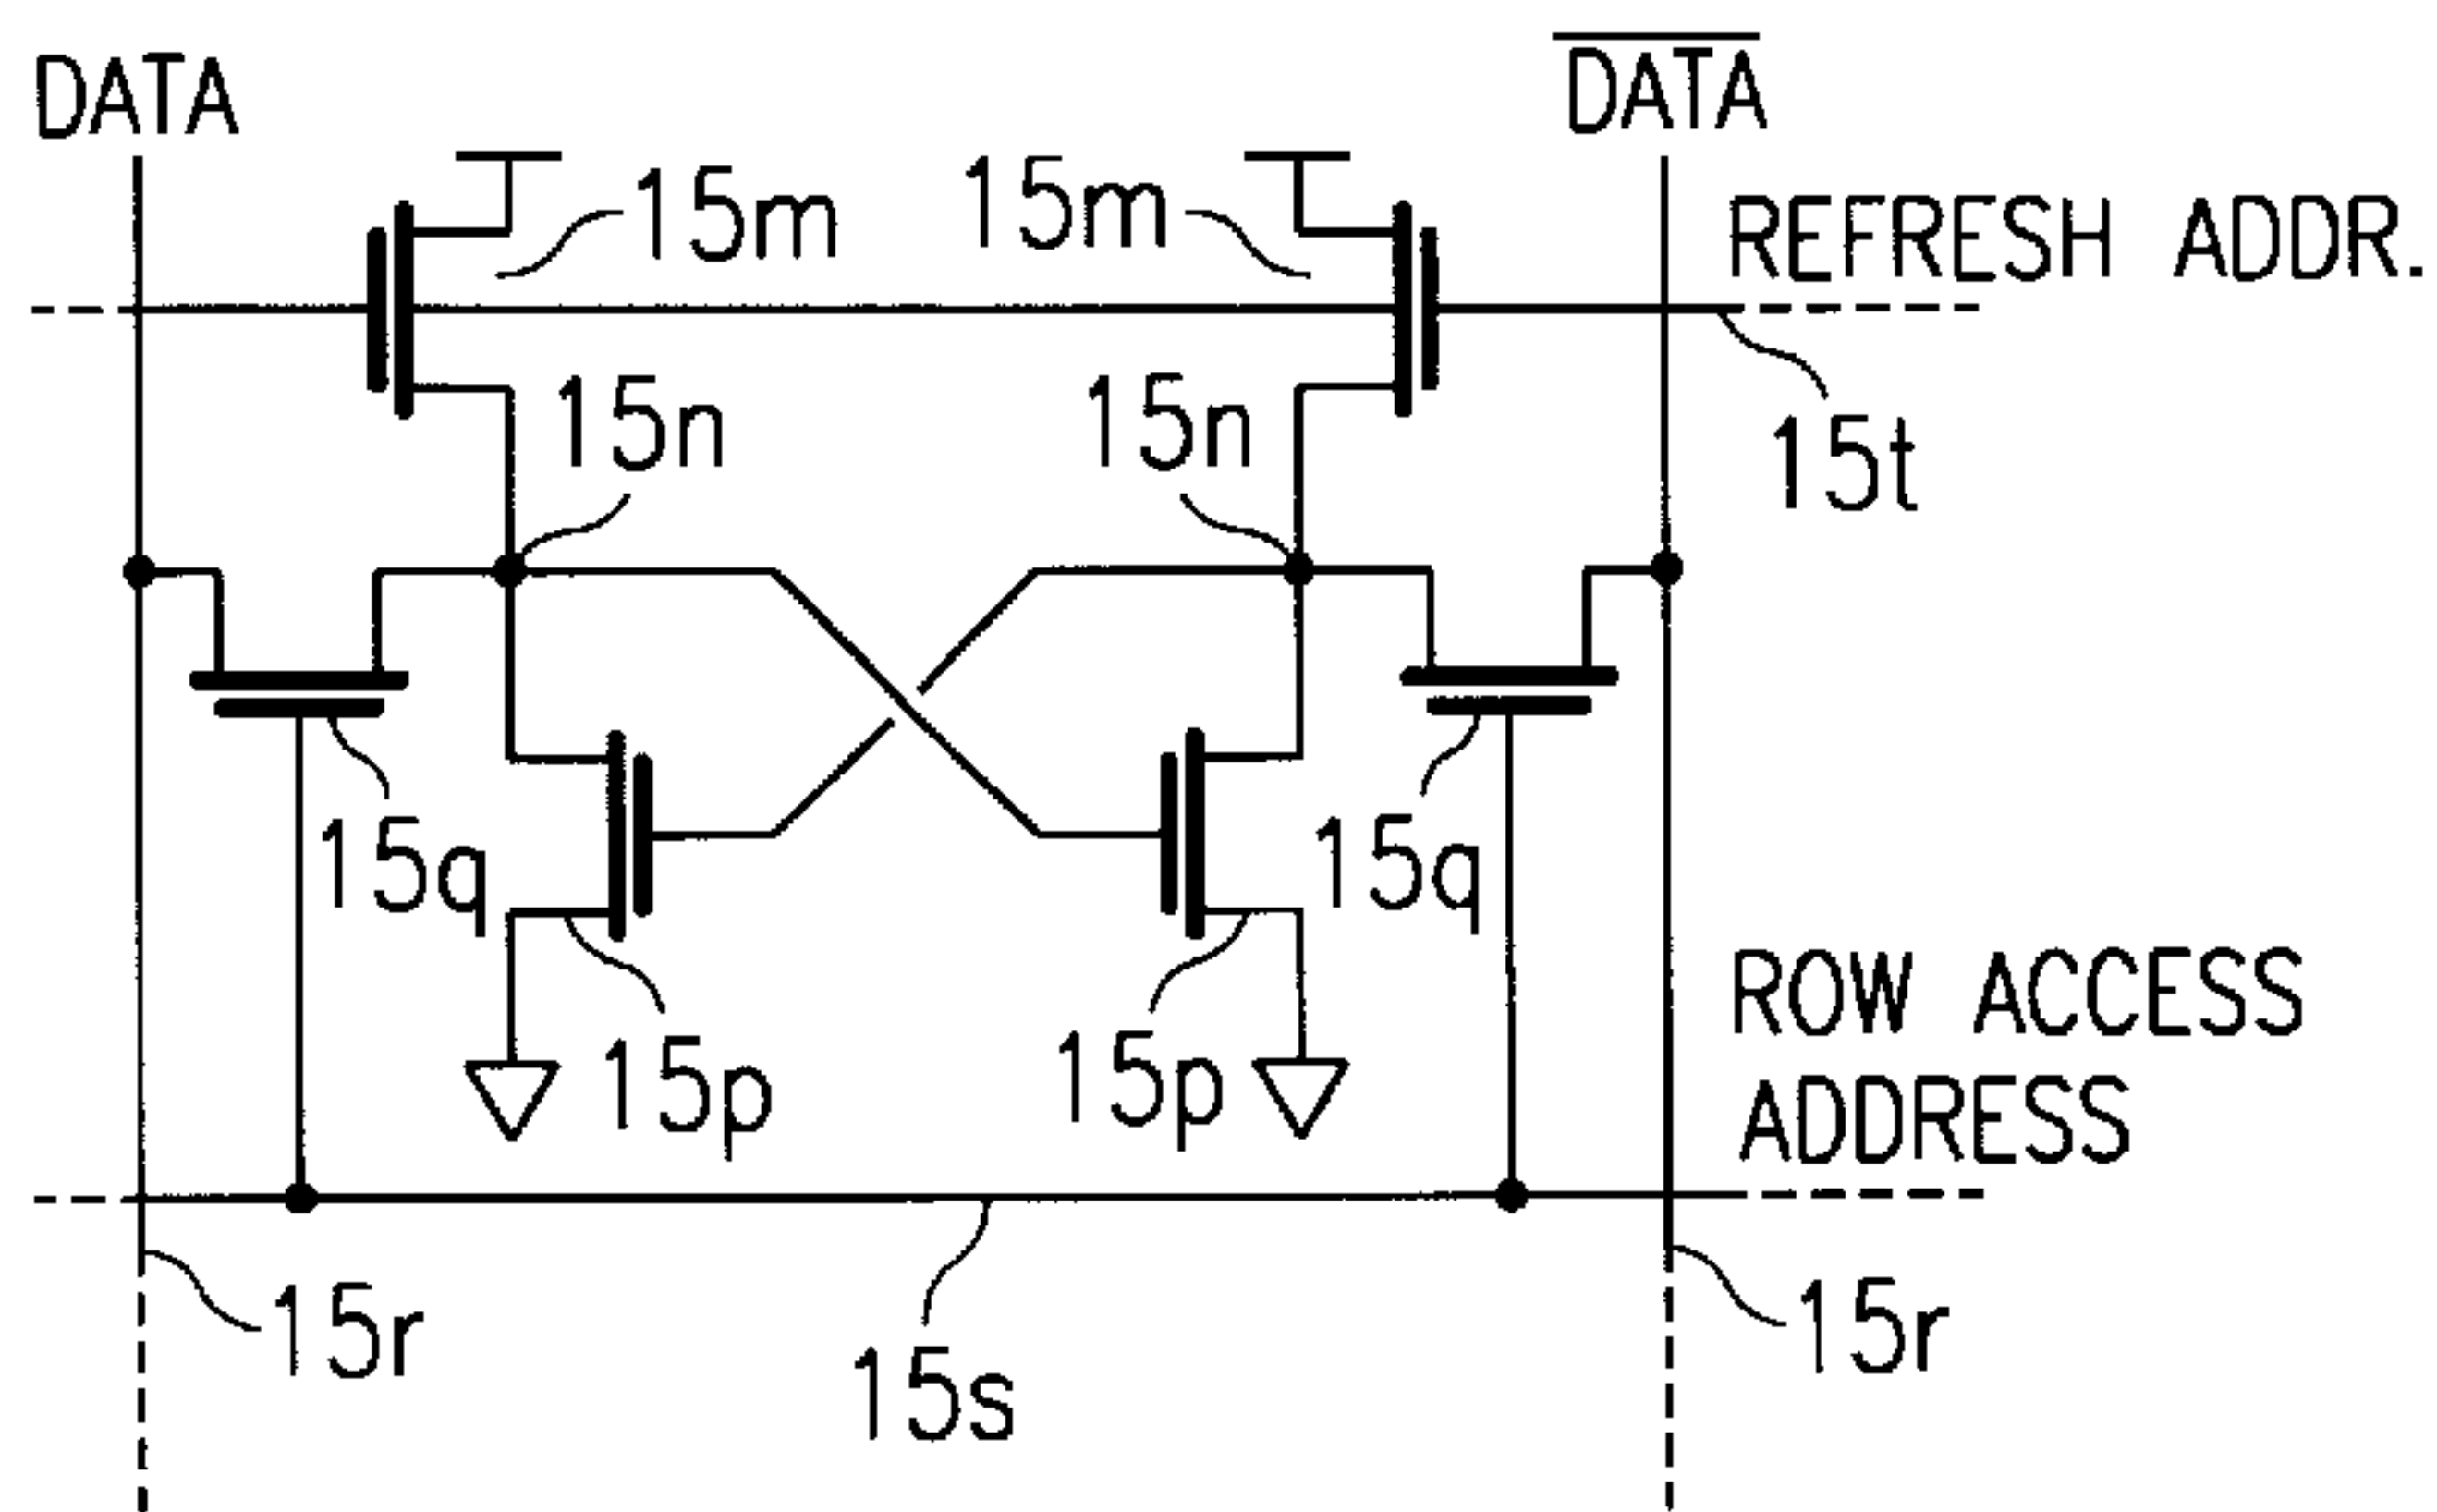 DATA
DATA
15m
15m
REFRESH ADDR.
15n
15n
15t
15q
15q
15p
15p
ROW ACCESS
ADDRESS
15r
15s
15r